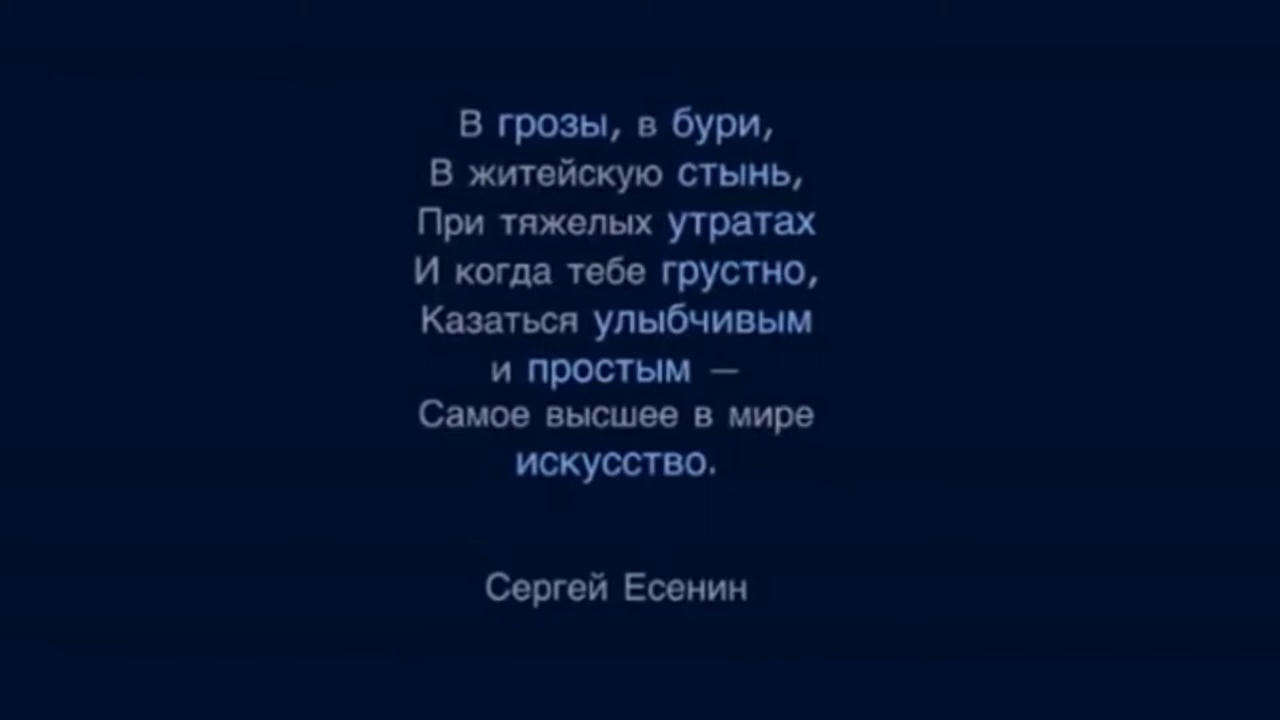 В грозы, в бури,
В житейскую стынь,
При тяжелых утратах
И когда тебе грустно,
Казаться улыбчивым
и простым —
Самое высшее в мире
искусство.
Сергей Есенин